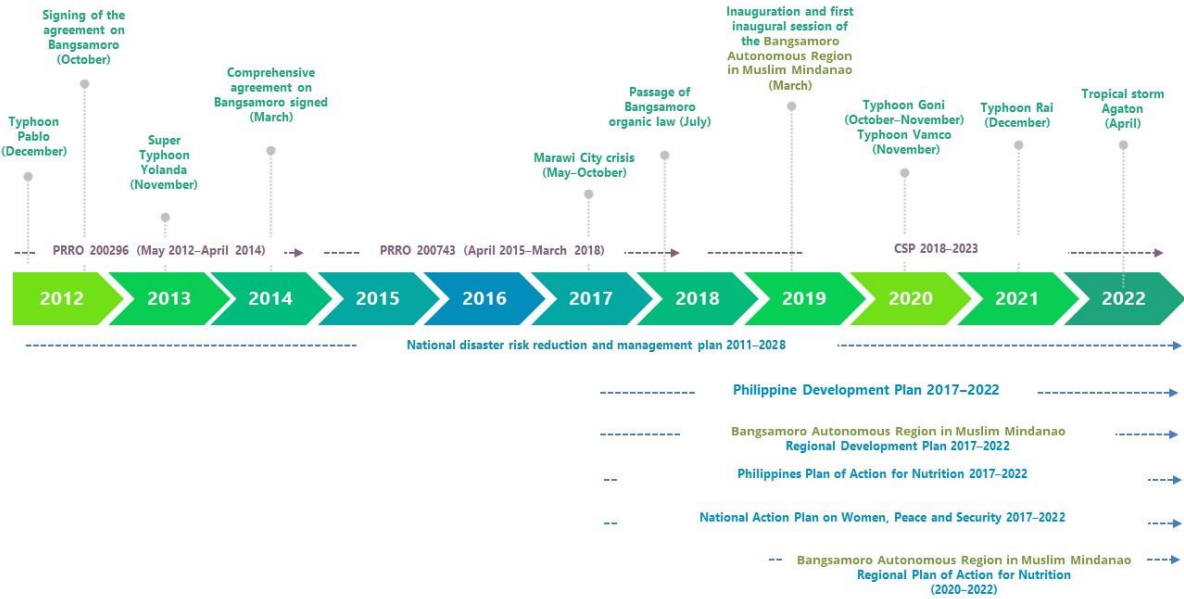 Signing of the
agreement on
Bangsamoro
(October)
Typhoon
Pablo
(December)
Super
Typhoon
Yolanda
(November)
Comprehensive
agreement on
Bangsamoro signed
(March)
Marawi City crisis
(May–October)
Passage of
Bangsamoro
organic law (July)
Inauguration and first
inaugural session of
the Bangsamoro
Autonomous Region
in Muslim Mindanao
(March)
Typhoon Goni
(October–November)
Typhoon Vamco
(November)
Typhoon Rai
(December)
Tropical storm
Agaton
(April)
PRRO 200296 (May 2012–April 2014)
PRRO 200743 (April 2015–March 2018)
CSP 2018–2023
2012
2013
2014
2015
2016
2017
2018
2019
2020
2021
2022
National disaster risk reduction and management plan 2011–2028
Philippine Development Plan 2017–2022
Bangsamoro Autonomous Region in Muslim Mindanao
Regional Development Plan 2017–2022
Philippines Plan of Action for Nutrition 2017–2022
National Action Plan on Women, Peace and Security 2017–2022
Bangsamoro Autonomous Region in Muslim Mindanao
Regional Plan of Action for Nutrition
(2020–2022)